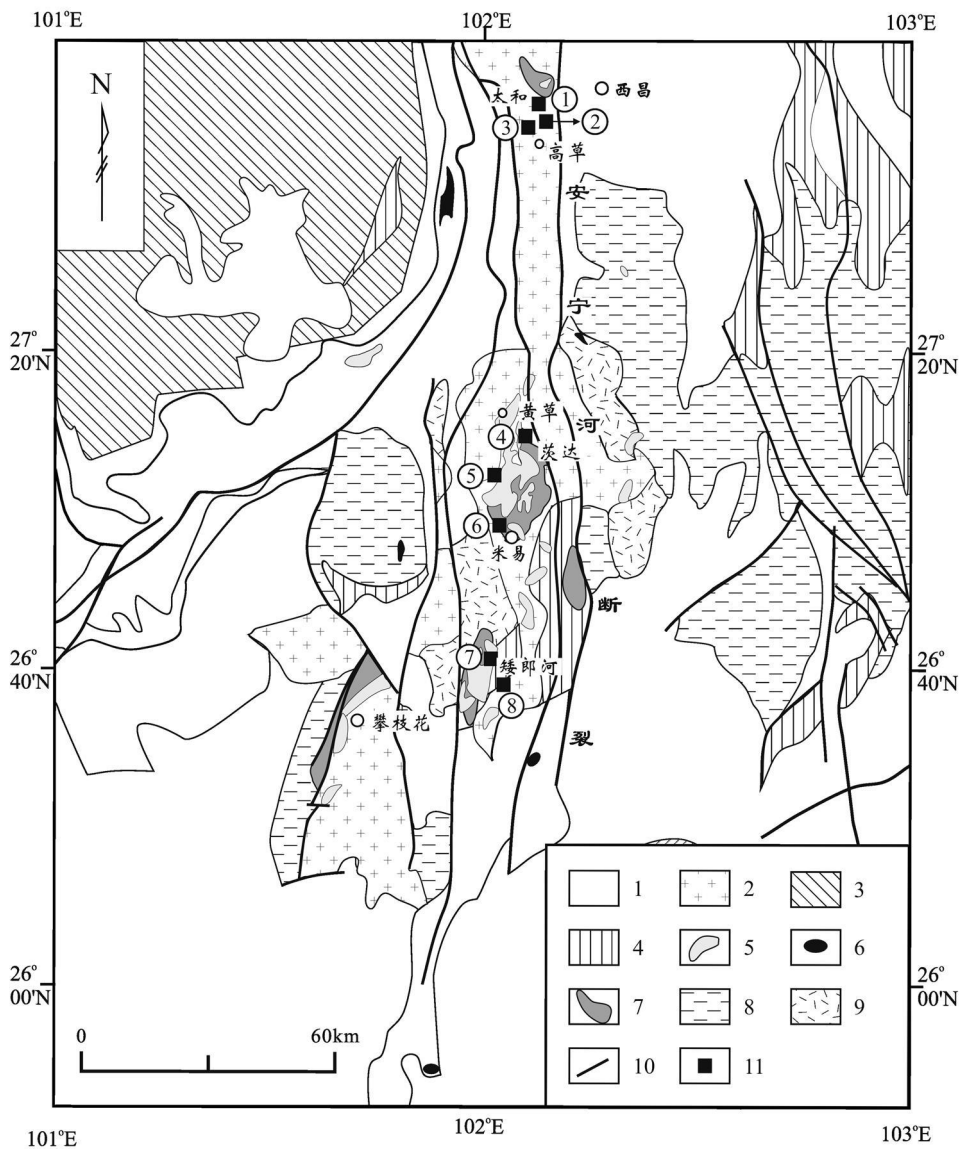 101°E
102°E
103°E
N
太和
①
西昌
②
③
高草
安
宁
27°
20'N
27°
20'N
黄草
河
④
茨达
⑤
⑥
米易
断
26°
40'N
⑦
矮郎河
26°
40'N
⑧
攀枝花
裂
1
2
3
4
5
6
26°
00'N
26°
00'N
7
8
9
0
60km
10
11
101°E
102°E
103°E